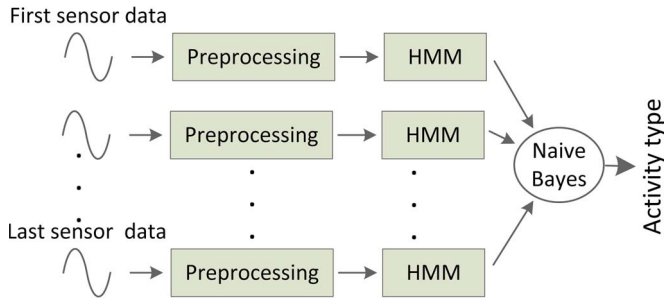 First sensor data
Preprocessing
HMM
Preprocessing
HMM
Naive
Bayes
Activity type
Last sensor data
Preprocessing
HMM